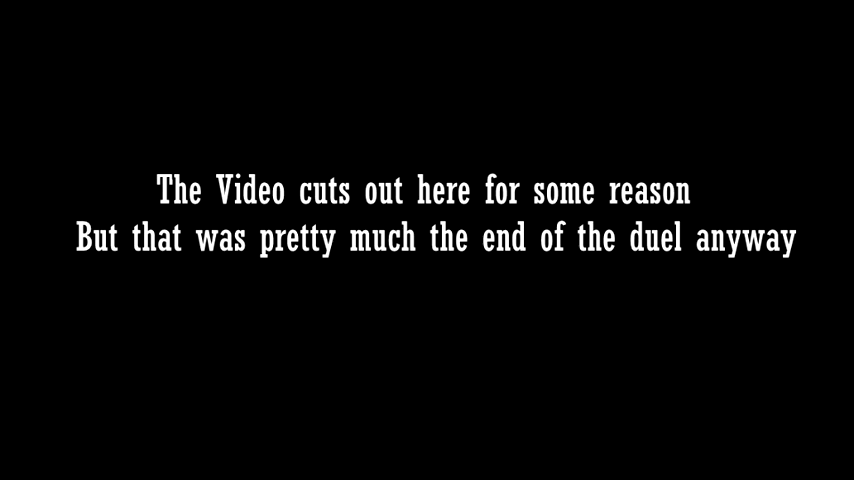 The Video cuts out here for some reason
But that was pretty much the end of the duel anyway